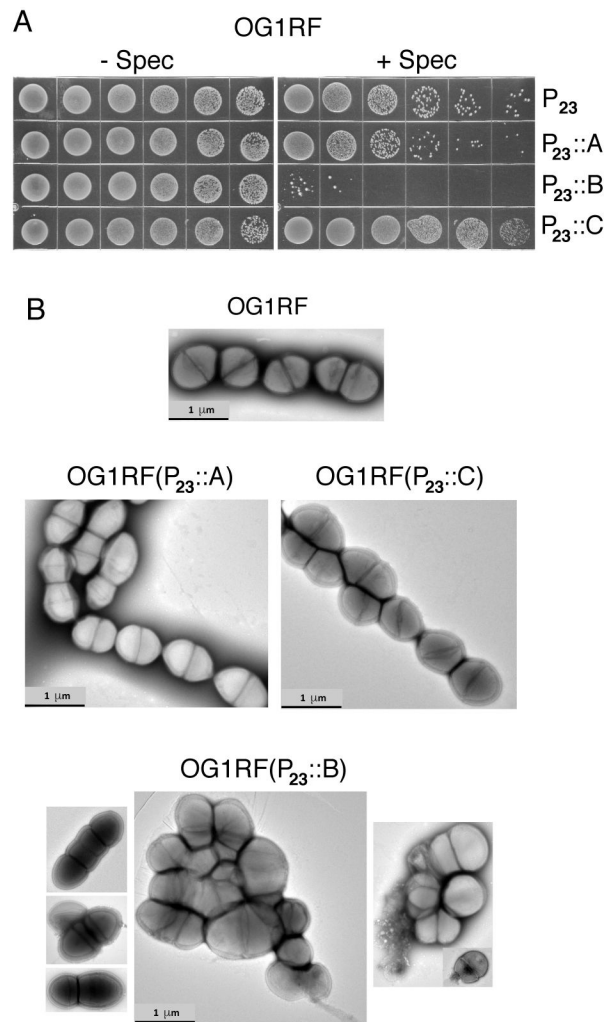 A
OG1RF
- Spec
+ Spec
P23
P23::A
P23::B
P23::C
B
OG1RF
1 µm
OG1RF(P23::A)
OG1RF(P23::C)
1 µm
1 µm
OG1RF(P23::B)
1 µm